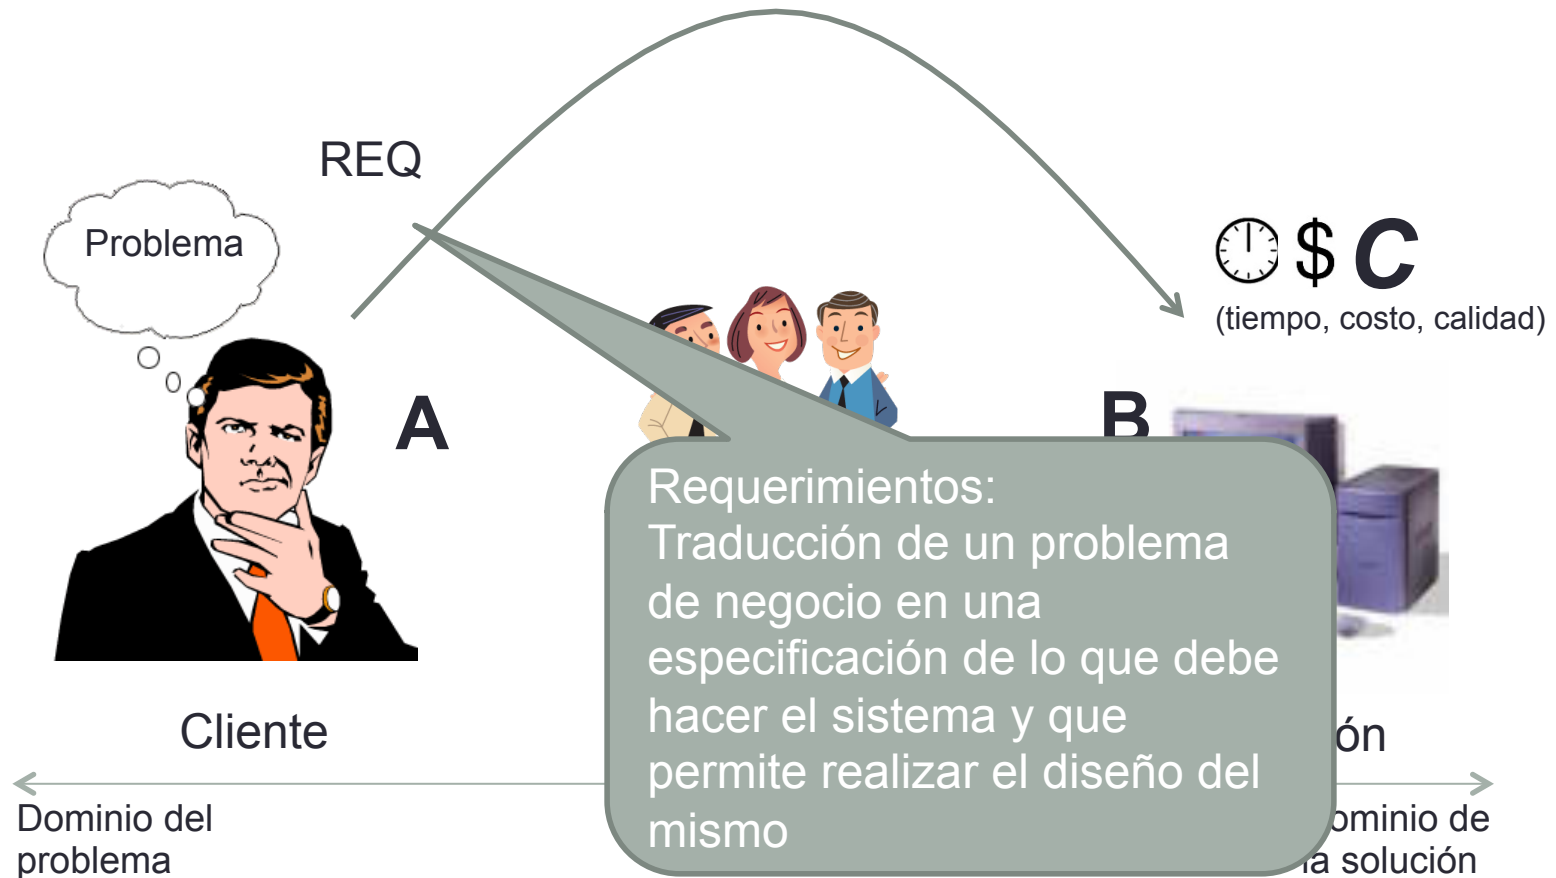 REQ
Problema
$ C
(tiempo, costo, calidad)
A
B
Requerimientos:
Traducción de un problema
de negocio en una
especificación de lo que debe
hacer el sistema y que
permite realizar el diseño del
mismo
Cliente
ón
Dominio del
problema
ominio de
la solución